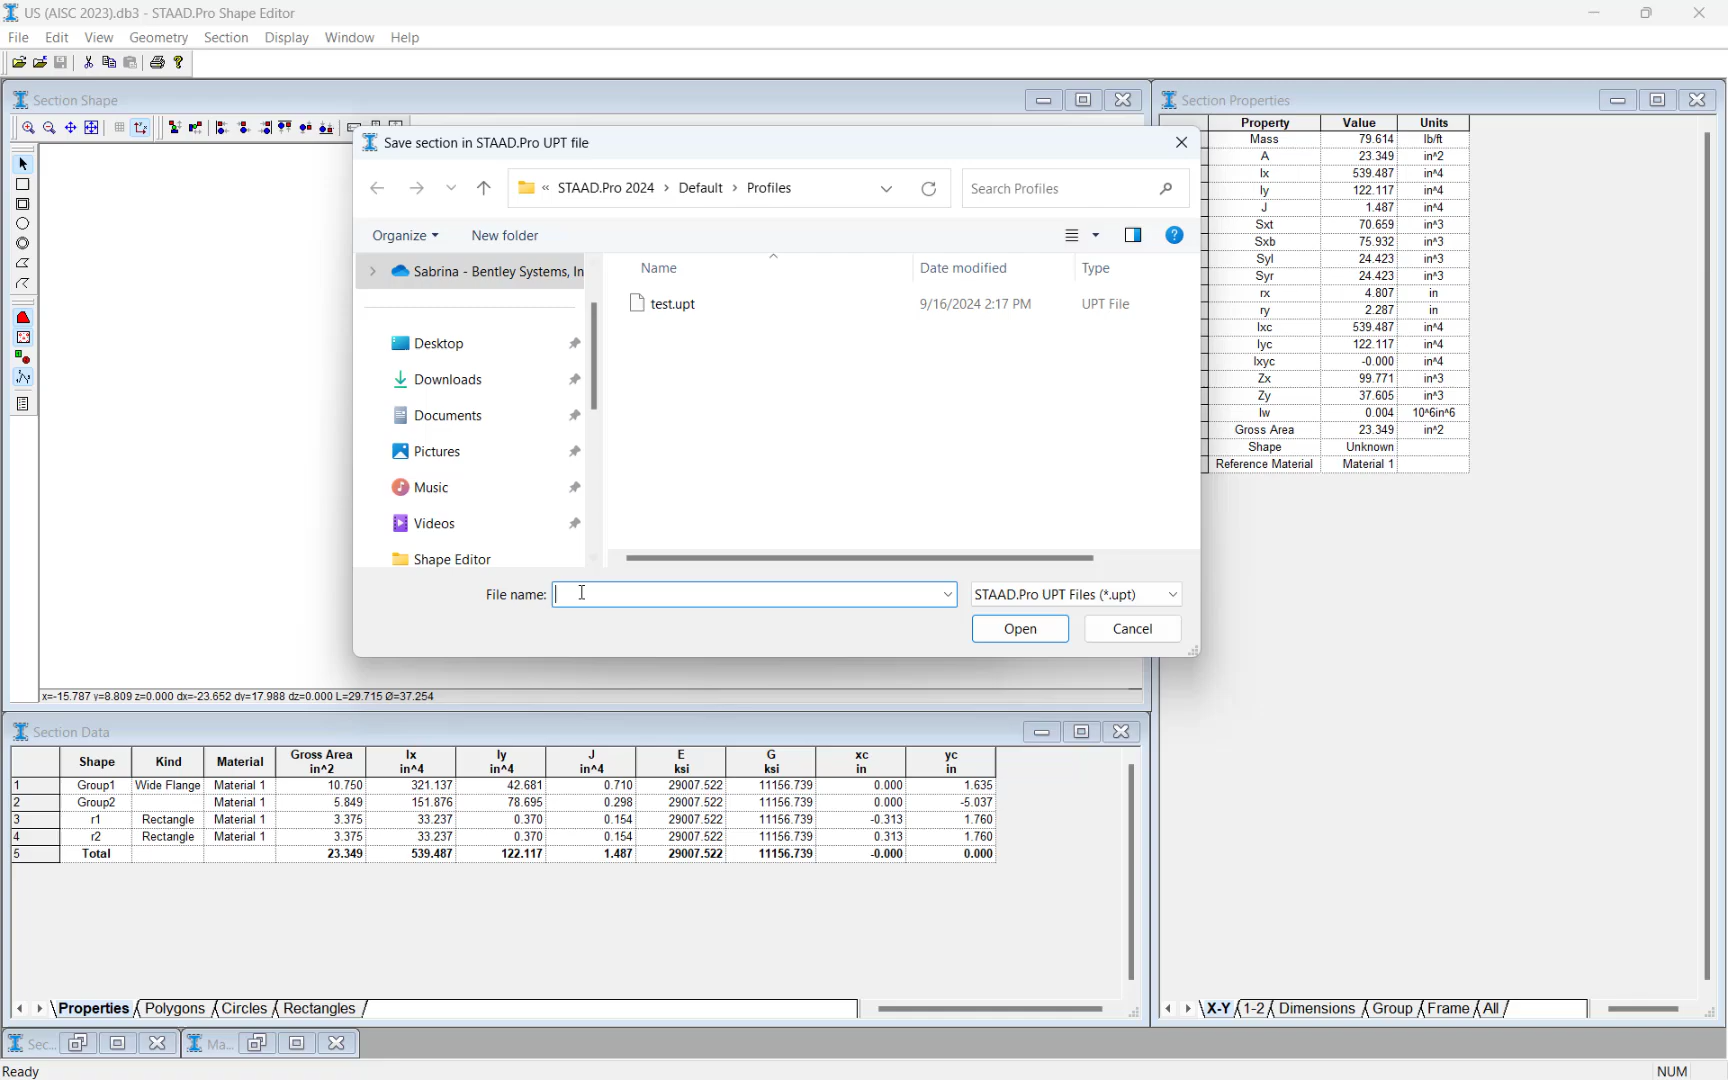 US (AISC 2023).db3 - STAAD.Pro Shape Editor
File Edit View Geometry Section Display Window Help
Section Shape
Section Properties
Save section in STAAD.Pro UPT file
« STAAD.Pro 2024 > Default > Profiles
Search Profiles
Organize New folder
Sabrina - Bentley Systems, In
Desktop
Downloads
Documents
Pictures
Music
Videos
Shape Editor
Name Date modified Type
test.upt 9/16/2024 2:17 PM UPT File
File name:
STAAD.Pro UPT Files (*.upt)
Open Cancel
Property Value Units
Mass 79.614 lb/ft
A 23.349 in^2
Ix 539.487 in^4
Iy 122.117 in^4
J 1.487 in^4
Sxt 70.659 in^3
Sxb 75.932 in^3
Syl 24.423 in^3
Syr 24.423 in^3
rx 4.807 in
ry 2.287 in
Ixc 539.487 in^4
Iyc 122.117 in^4
Ixyc -0.000 in^4
Zx 99.771 in^3
Zy 37.605 in^3
Iw 0.004 10^6in^6
Gross Area 23.349 in^2
Shape Unknown
Reference Material Material 1
x=-15.787 y=8.809 z=0.000 dx=-23.652 dy=17.988 dz=0.000 L=29.715 Ø=37.254
Section Data
Shape Kind Material Gross Area in^2 Ix in^4 Iy in^4 J in^4 E ksi G ksi xc in yc in
1 Group1 Wide Flange Material 1 10.750 321.137 42.681 0.710 29007.522 11156.739 0.000 1.635
2 Group2 Material 1 5.849 151.876 78.695 0.298 29007.522 11156.739 0.000 -5.037
3 r1 Rectangle Material 1 3.375 33.237 0.370 0.154 29007.522 11156.739 -0.313 1.760
4 r2 Rectangle Material 1 3.375 33.237 0.370 0.154 29007.522 11156.739 0.313 1.760
5 Total 23.349 539.487 122.117 1.487 29007.522 11156.739 -0.000 0.000
Properties Polygons Circles Rectangles
X-Y 1-2 Dimensions Group Frame All
Sec... Ma...
Ready NUM